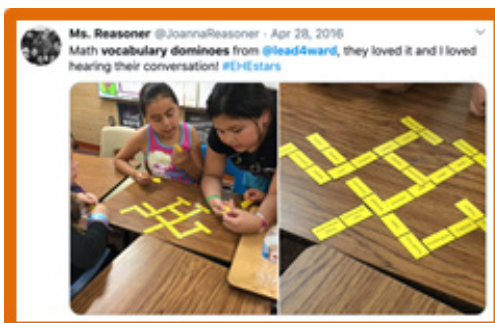 Ms. Reasoner @JoannaReasoner · Apr 28, 2016
Math vocabulary dominoes from @lead4ward, they loved it and I loved
hearing their conversation! #EHEstars